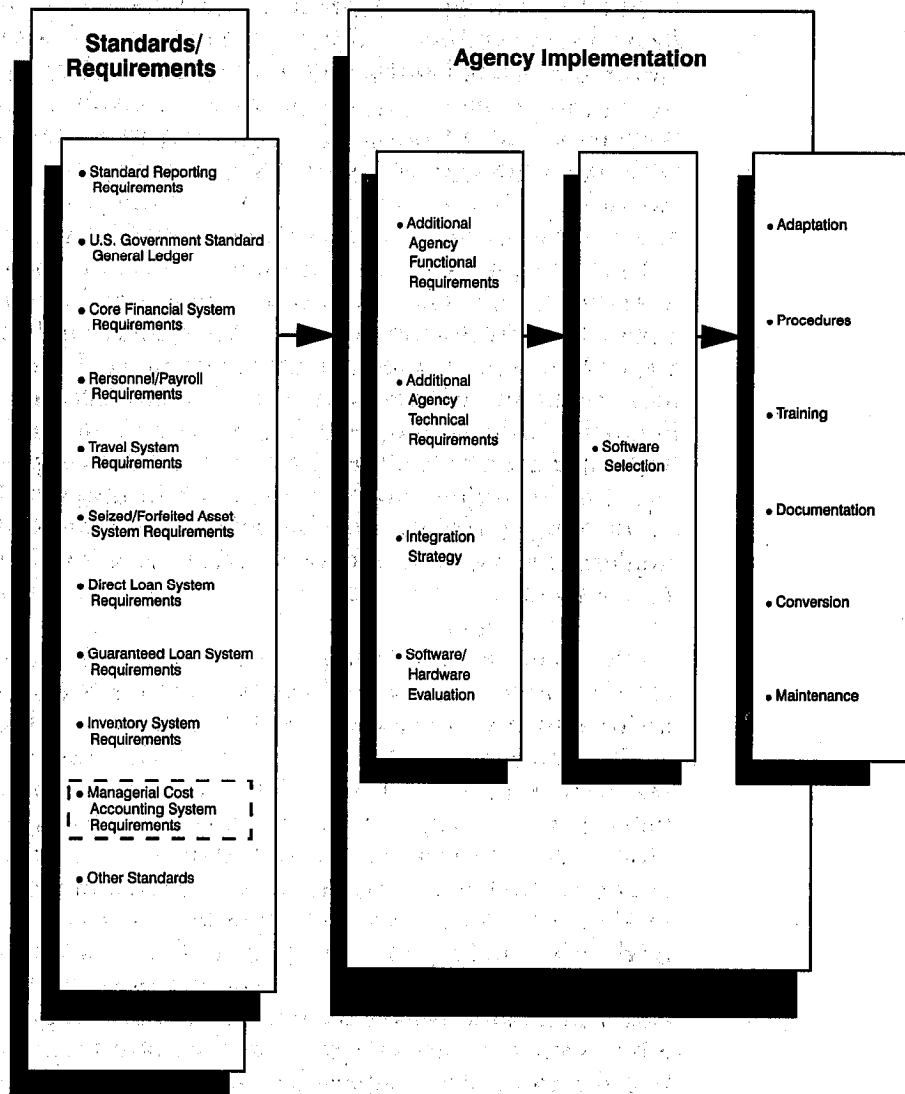 Standards/
Requirements
• Standard Reporting
Requirements
• U.S. Government Standard
General Ledger
• Core Financial System
Requirements
• Rersonnel/Payroll
Requirements
• Travel System
Requirements
• Seized/Forfeited Asset
System Requirements
• Direct Loan System
Requirements
• Guaranteed Loan System
Requirements
• Inventory System
Requirements
• Managerial Cost
Accounting System
Requirements
• Other Standards
Agency Implementation
• Additional
Agency
Functional
Requirements
• Additional
Agency
Technical
Requirements
• Integration
Strategy
• Software/
Hardware
Evaluation
• Software
Selection
• Adaptation
• Procedures
• Training
• Documentation
• Conversion
• Maintenance